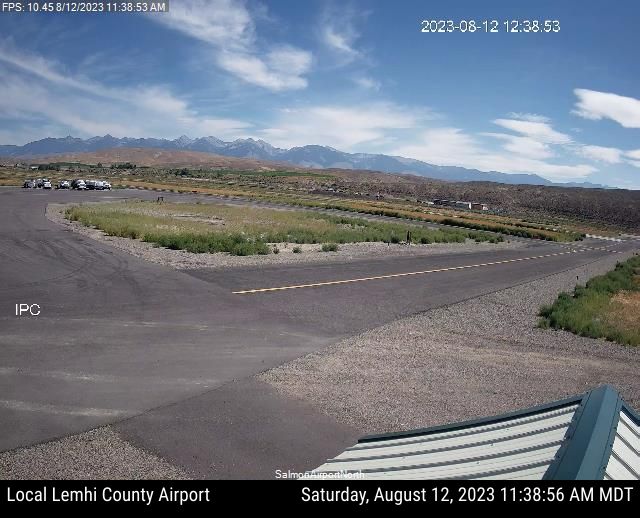 FPS: 10.45 8/12/2023 11:38:53 AM
2023-08-12 12:38:53
IPC
SalmonAirportNorth
Local Lemhi County Airport Saturday, August 12, 2023 11:38:56 AM MDT